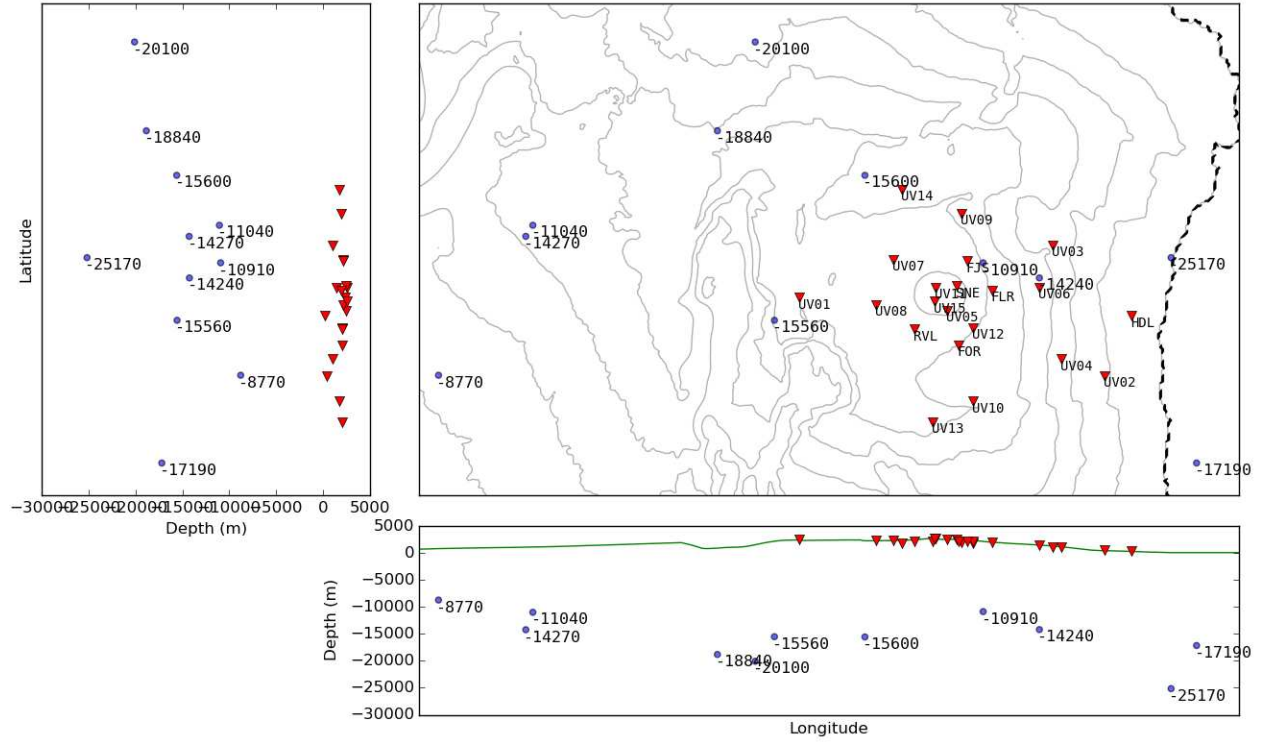 -20100
-18840
-15600
-11040
-14270
-25170
-10910
-14240
-15560
-8770
-17190
Latitude
-30000
-25000
-20000
-15000
-10000
-5000
0
5000
Depth (m)
-20100
-18840
-15600
UV14
-11040
-14270
UV09
UV03
UV07
FJS
-10910
-25170
-14240
UV11
SNE
FLR
UV06
UV01
UV08
UV15
UV05
-15560
HDL
RVL
UV12
FOR
UV04
-8770
UV02
UV10
UV13
-17190
5000
0
−5000
−10000
−15000
−20000
−25000
−30000
Depth (m)
-8770
-11040
-14270
-18840
-20100
-15560
-15600
-10910
-14240
-17190
-25170
Longitude